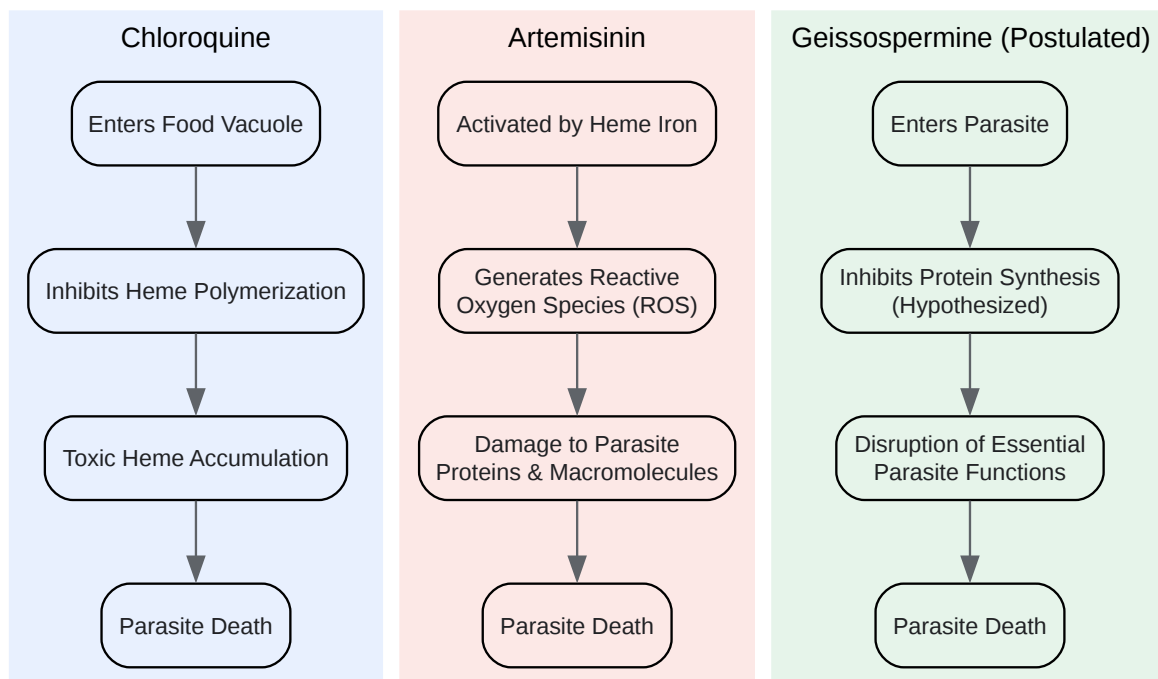 Chloroquine
Enters Food Vacuole
Inhibits Heme Polymerization
Toxic Heme Accumulation
Parasite Death
Artemisinin
Activated by Heme Iron
Generates Reactive
Oxygen Species (ROS)
Damage to Parasite
Proteins & Macromolecules
Parasite Death
Geissospermine (Postulated)
Enters Parasite
Inhibits Protein Synthesis
(Hypothesized)
Disruption of Essential
Parasite Functions
Parasite Death